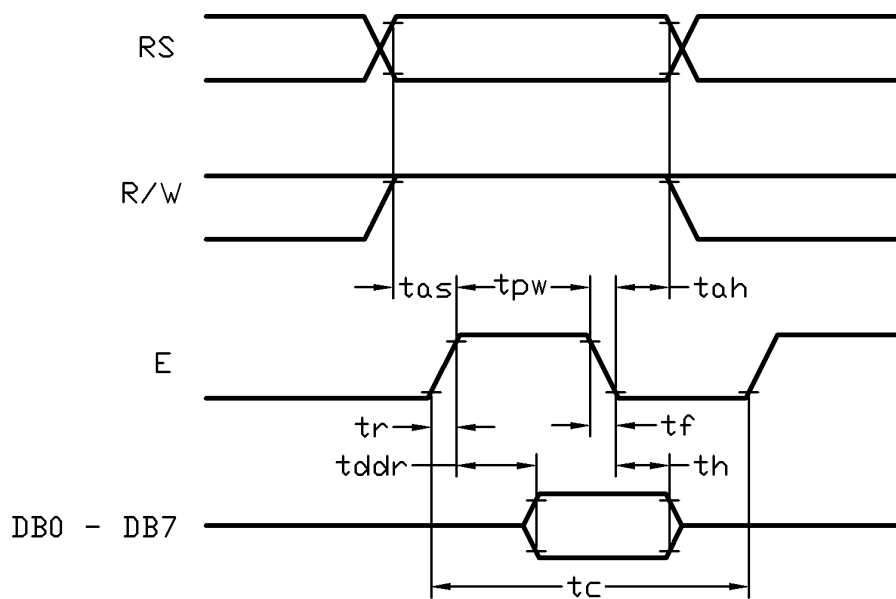 RS
R/W
tas tpw tah
E
tr tf
tddr th
DB0 - DB7
tc